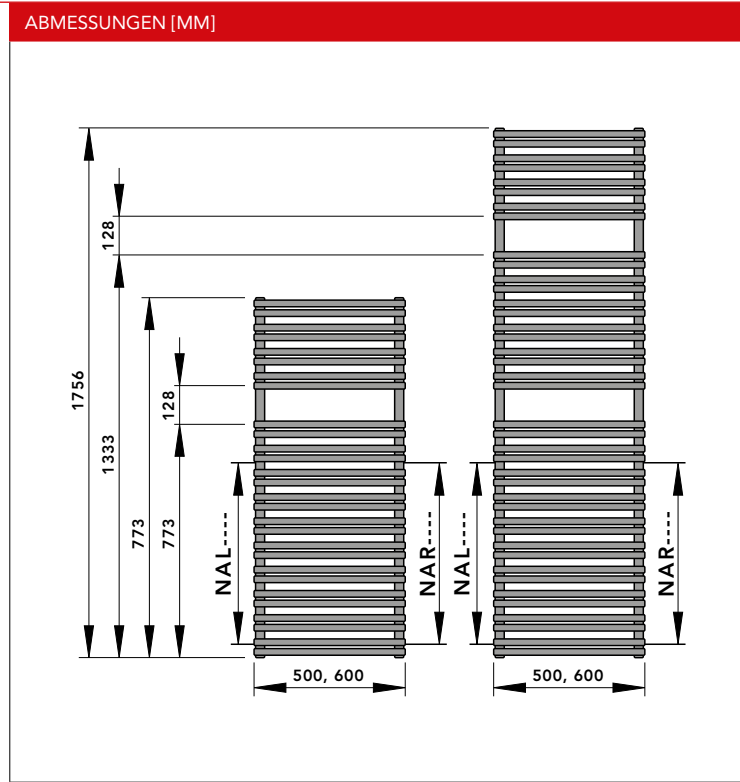 ABMESSUNGEN [MM]
1756
128
1333
773
128
773
NAL----
NAR----
NAL----
NAR----
500, 600
500, 600